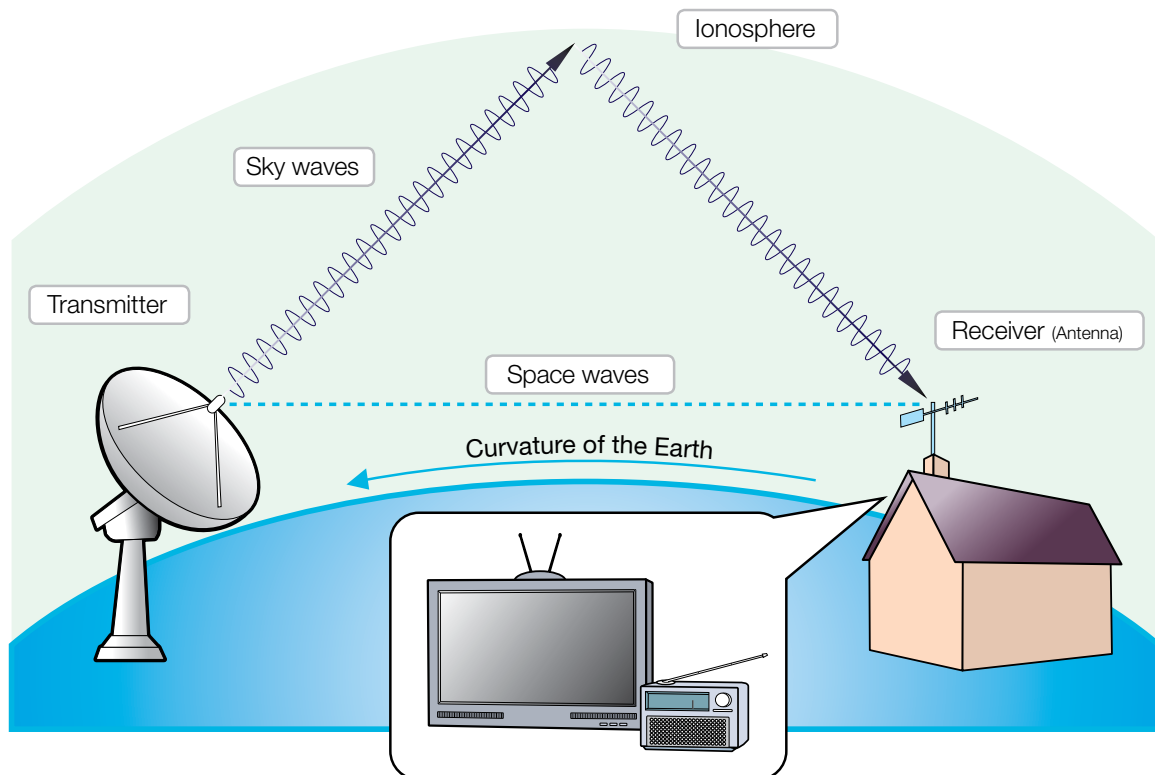 Ionosphere
Sky waves
Transmitter
Receiver (Antenna)
Space waves
Curvature of the Earth